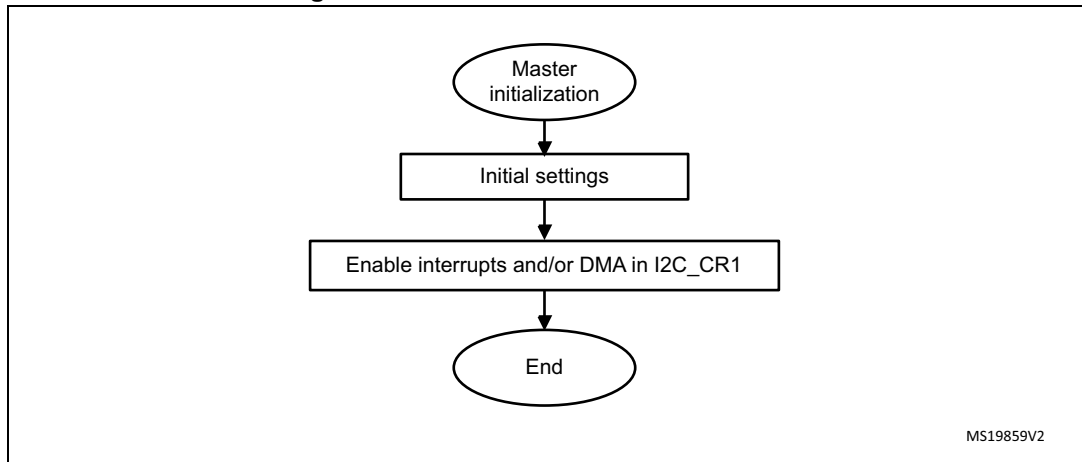 g
Master
initialization
Initial settings
Enable interrupts and/or DMA in I2C_CR1
End
MS19859V2